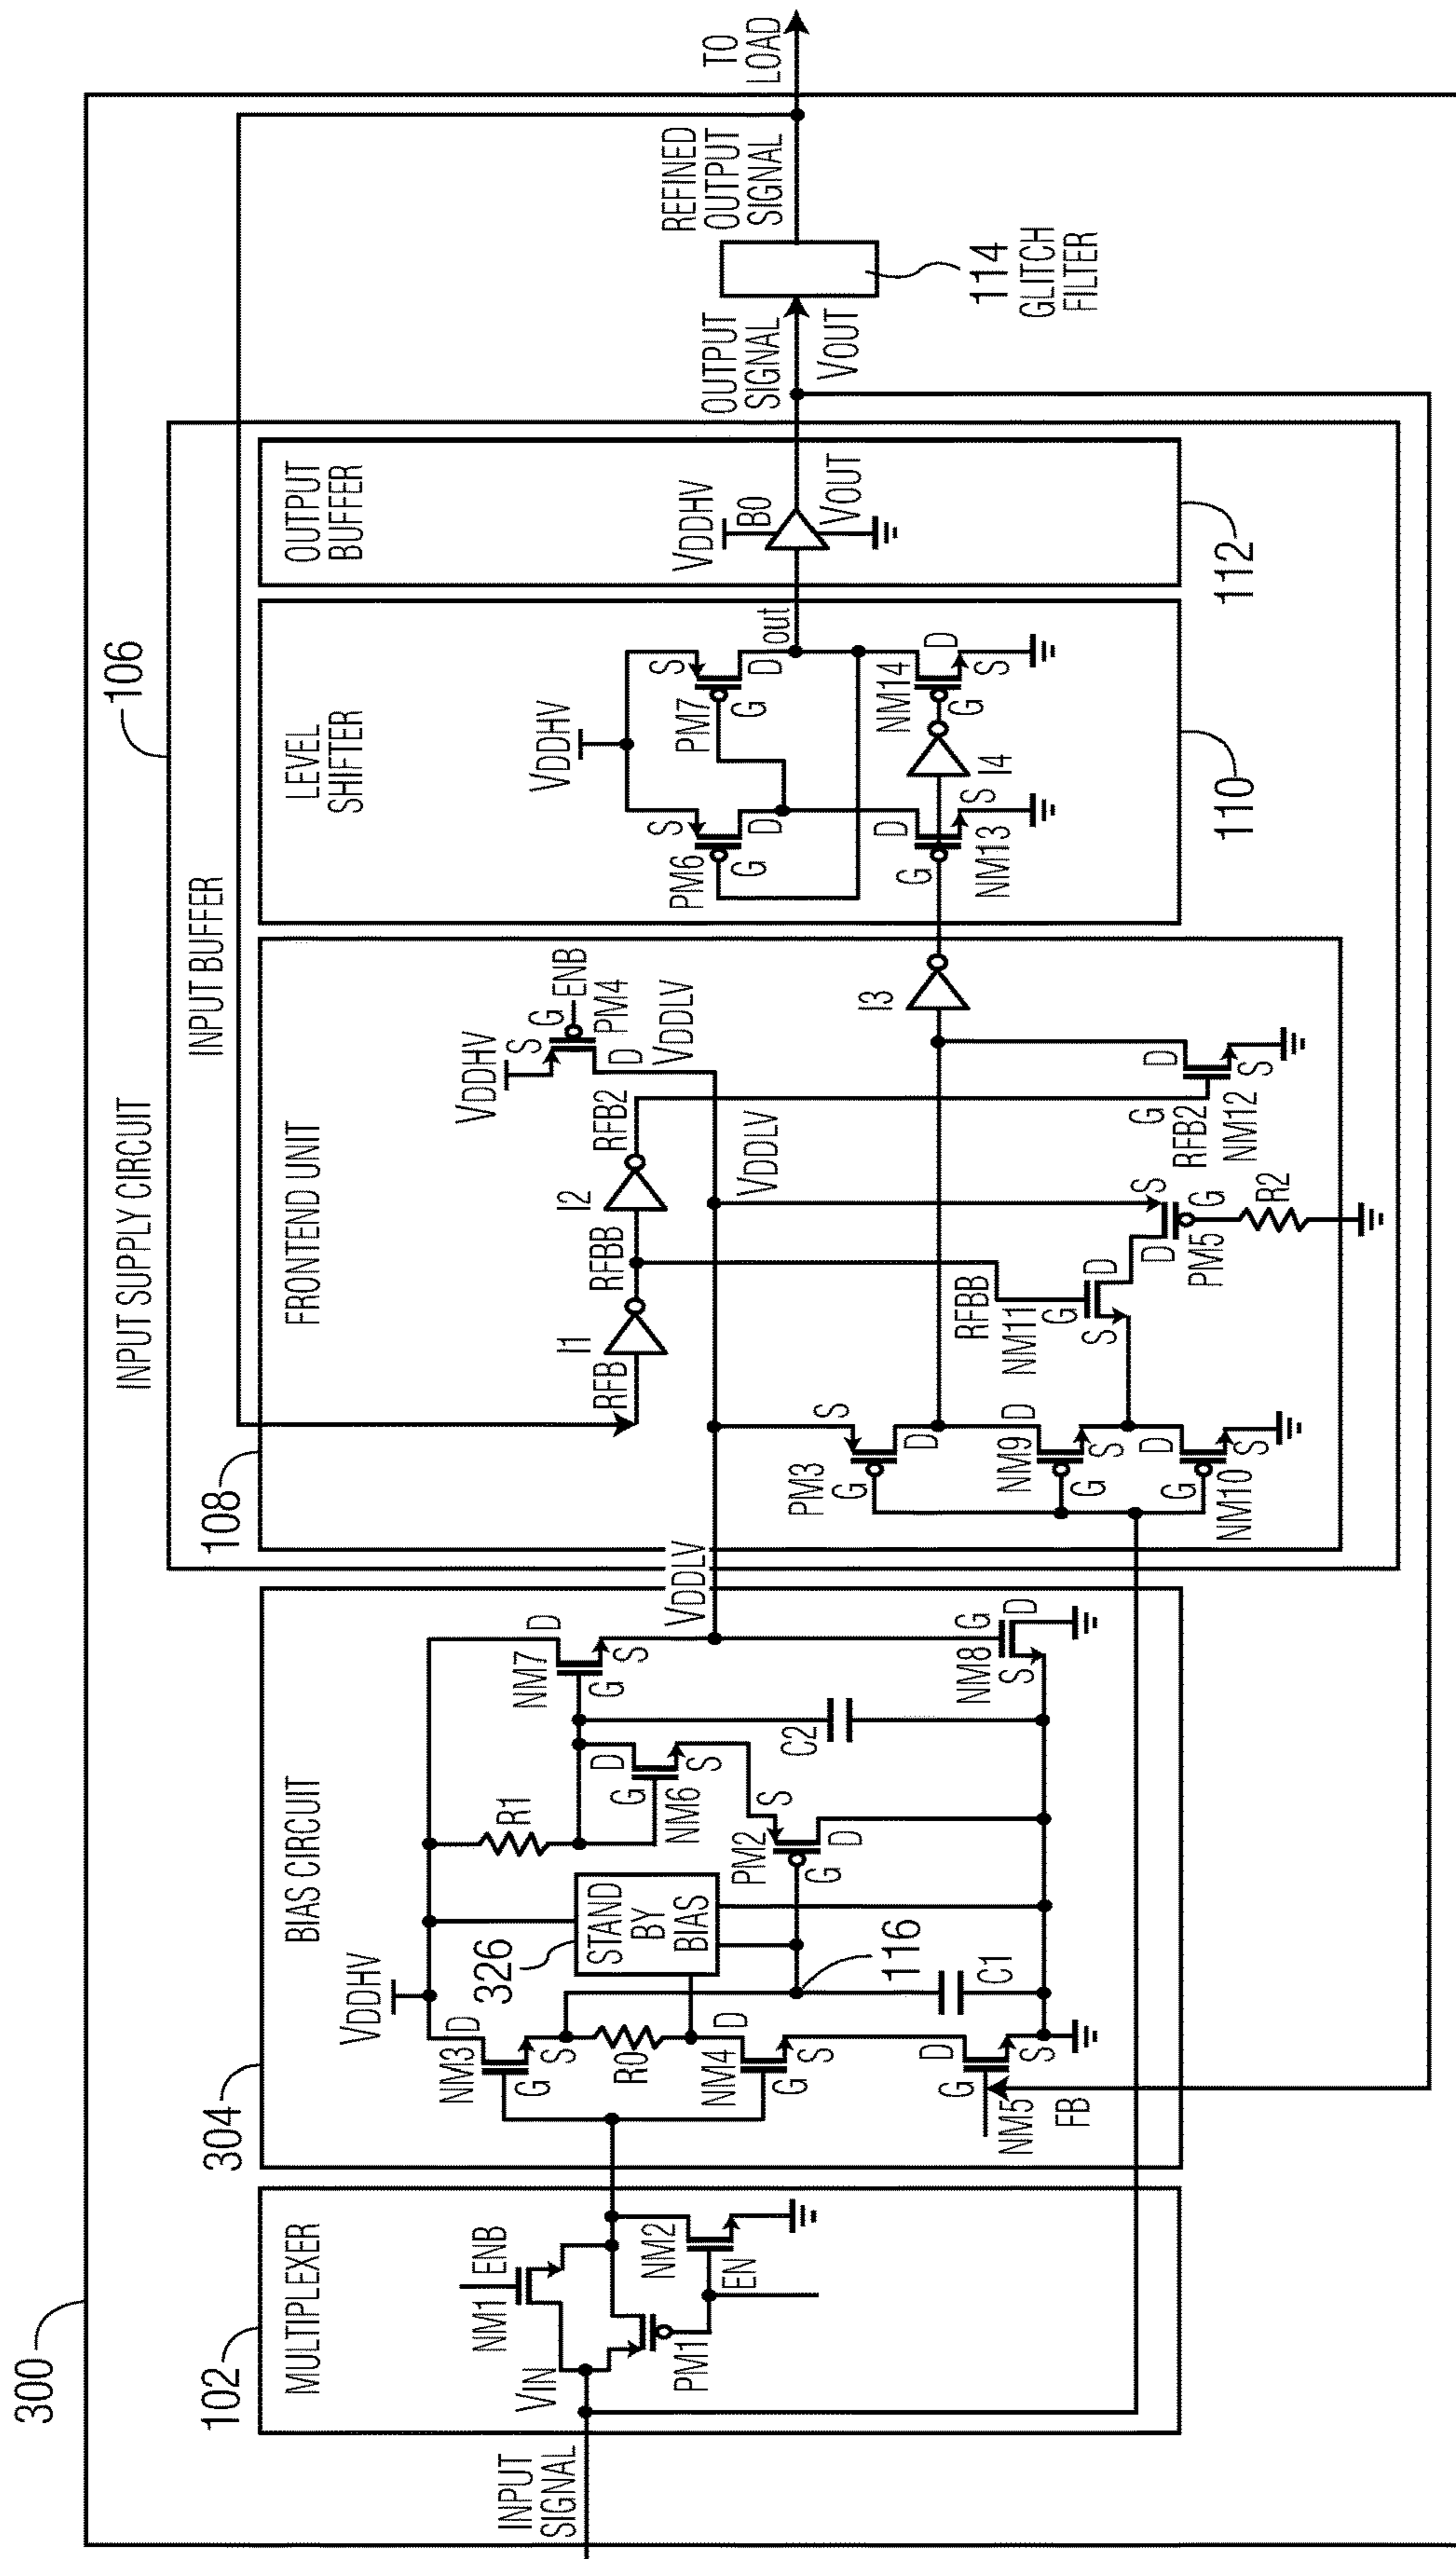 300
INPUT SUPPLY CIRCUIT
106
INPUT BUFFER
INPUT
SIGNAL
102
MULTIPLEXER
VIN
NM1
ENB
PM1
EN
NM2
304
BIAS CIRCUIT
VDDHV
NM3
D
G
S
R0
NM4
D
G
S
NM5
D
G
S
FB
326
STAND
BY
BIAS
116
C1
R1
NM6
D
G
S
PM2
S
G
D
C2
NM7
D
G
S
NM8
G
D
S
VDDLV
108
FRONTEND UNIT
RFB
I1
RFBB
I2
RFB2
VDDHV
S
G
ENB
PM4
D
VDDLV
VDDLV
PM3
S
G
D
NM9
D
G
S
NM10
D
G
S
RFBB
NM11
G
D
S
PM5
S
D
G
R2
G
RFB2
NM12
D
S
I3
LEVEL
SHIFTER
110
VDDHV
PM6
S
G
D
PM7
S
G
D
out
NM13
D
G
S
I4
NM14
D
G
S
OUTPUT
BUFFER
112
VDDHV
B0
VOUT
OUTPUT
SIGNAL
VOUT
114
GLITCH
FILTER
REFINED
OUTPUT
SIGNAL
TO
LOAD